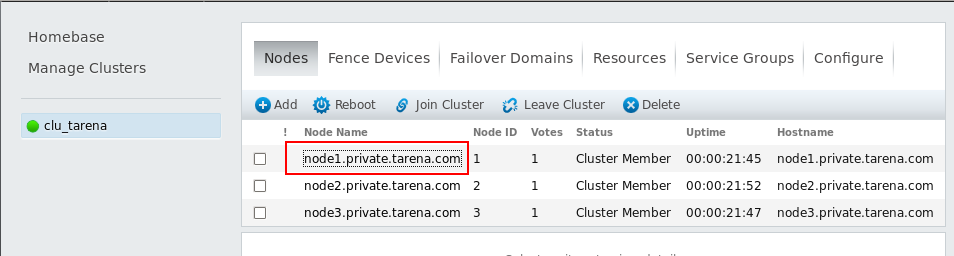 Homebase
Manage Clusters
clu_tarena
Nodes Fence Devices Failover Domains Resources Service Groups Configure
Add Reboot Join Cluster Leave Cluster Delete
! Node Name Node ID Votes Status Uptime Hostname
node1.private.tarena.com 1 1 Cluster Member 00:00:21:45 node1.private.tarena.com
node2.private.tarena.com 2 1 Cluster Member 00:00:21:52 node2.private.tarena.com
node3.private.tarena.com 3 1 Cluster Member 00:00:21:47 node3.private.tarena.com